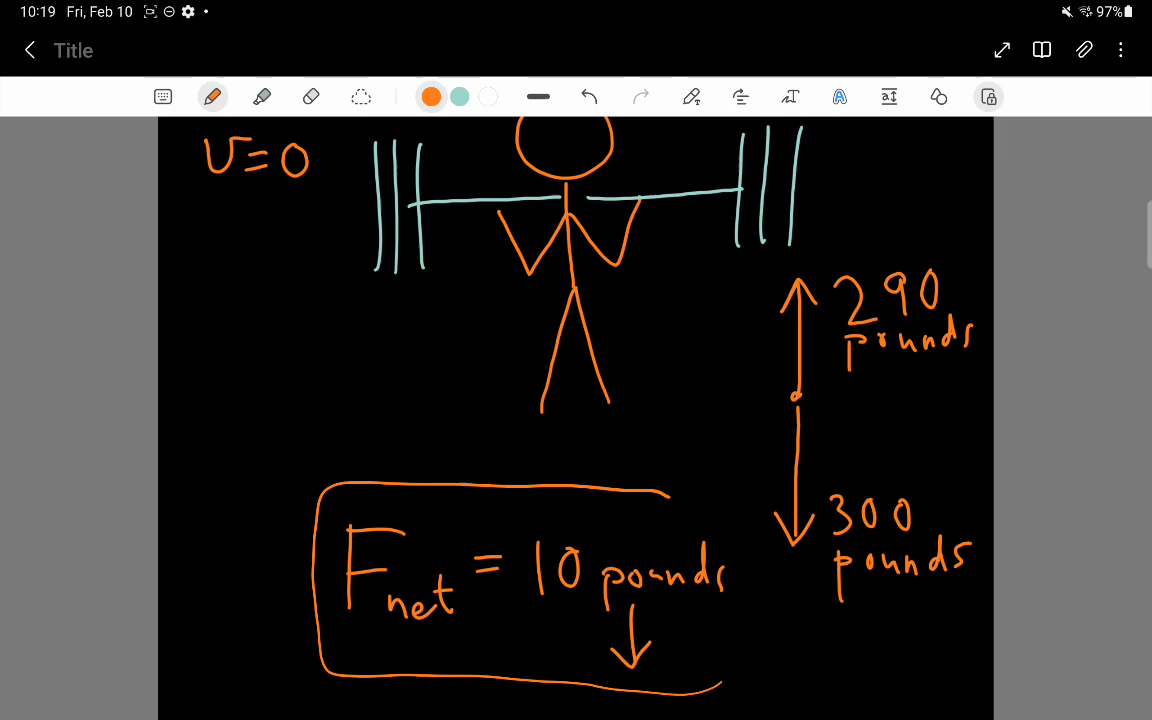 10:19 Fri, Feb 10 97%
Title
V=0
290
pounds
300
pounds
Fnet = 10 pounds